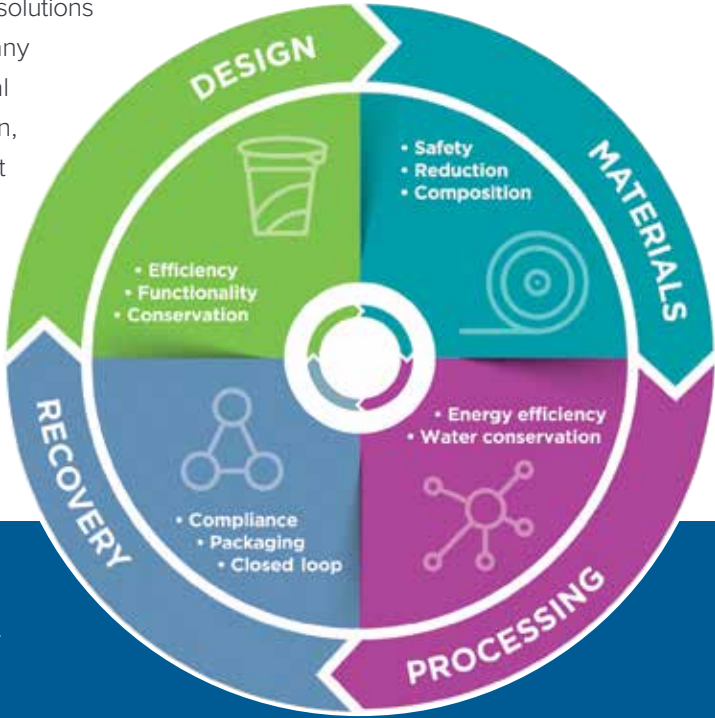 solutions
DESIGN
MATERIALS
• Safety
• Reduction
• Composition
• Efficiency
• Functionality
• Conservation
RECOVERY
• Compliance
• Packaging
• Closed loop
• Energy efficiency
• Water conservation
PROCESSING